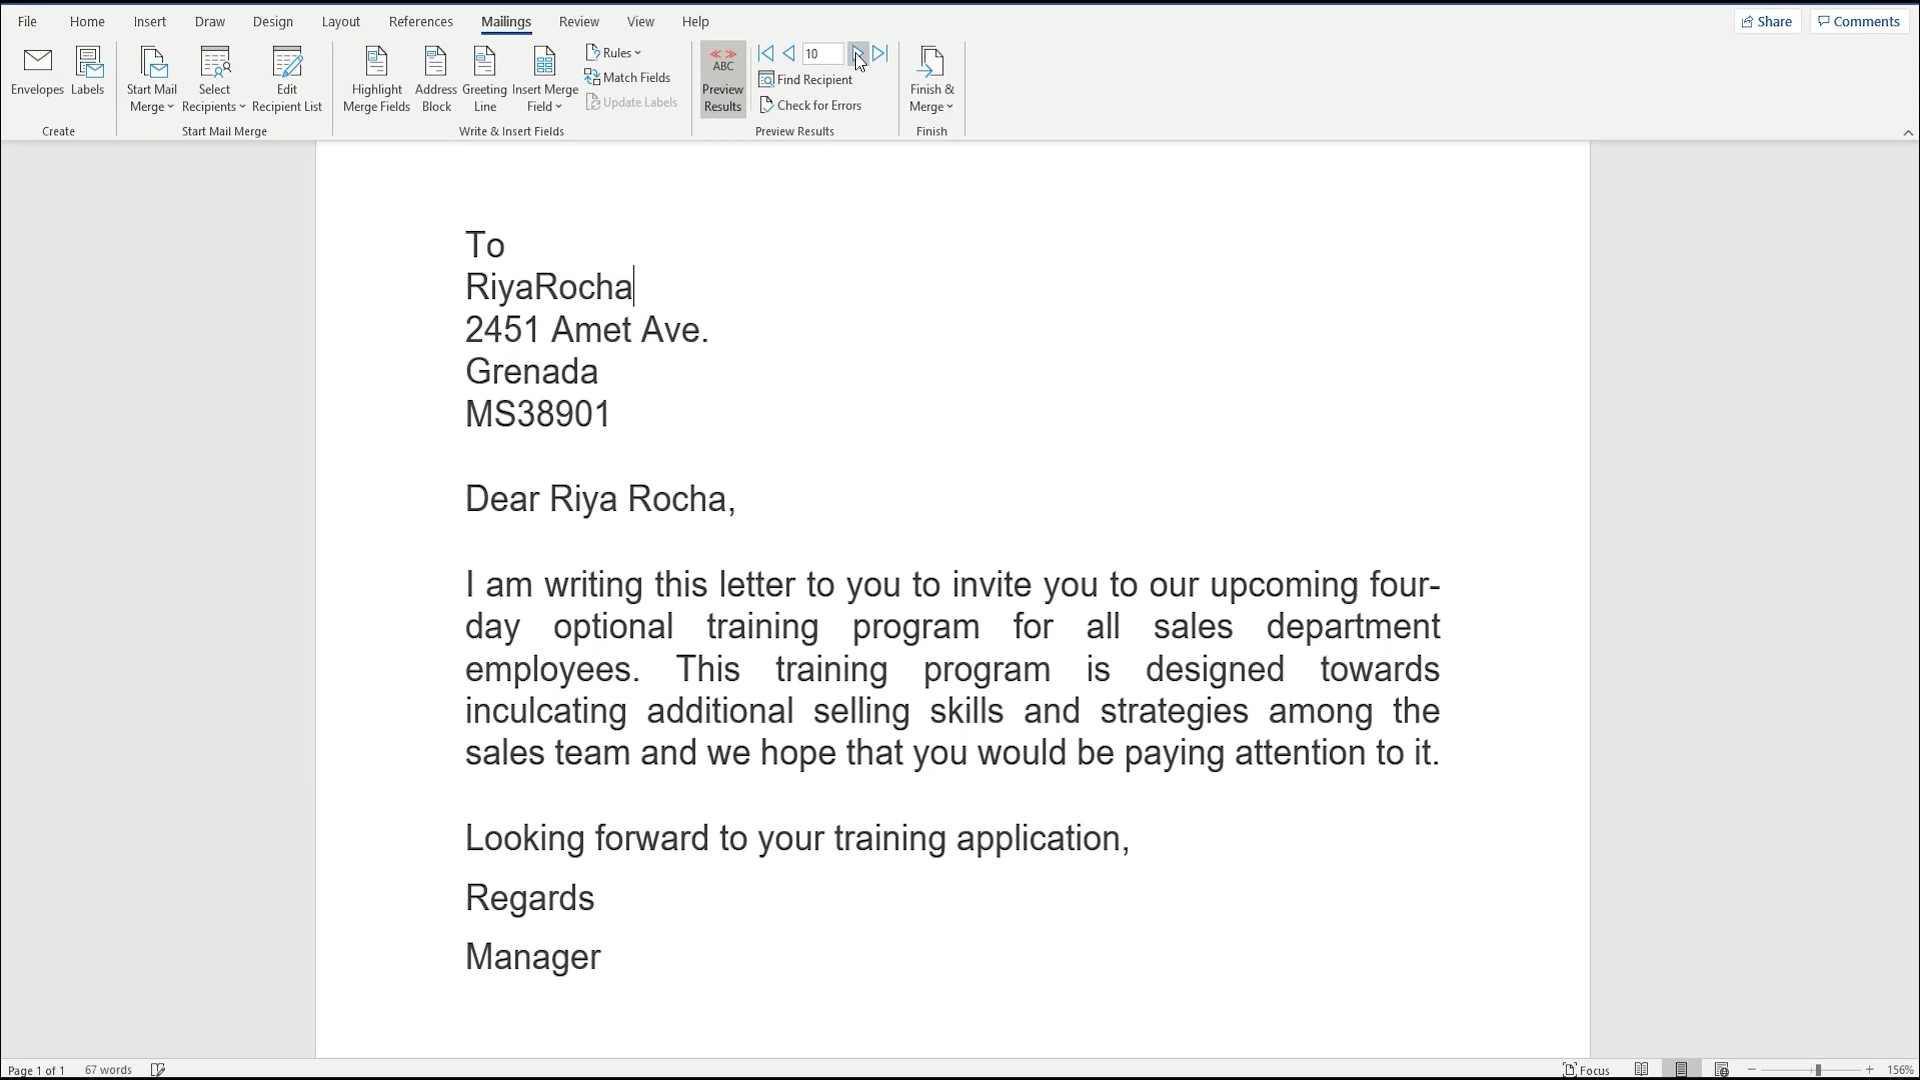 File Home Insert Draw Design Layout References Mailings Review View Help Share Comments
Envelopes Labels
Create
Start Mail Merge
Select Recipients
Edit Recipient List
Start Mail Merge
Highlight Merge Fields
Address Block
Greeting Line
Insert Merge Field
Rules
Match Fields
Update Labels
Write & Insert Fields
ABC
Preview Results
10
Find Recipient
Check for Errors
Preview Results
Finish & Merge
Finish
To
RiyaRocha
2451 Amet Ave.
Grenada
MS38901
Dear Riya Rocha,
I am writing this letter to you to invite you to our upcoming four-
day optional training program for all sales department
employees. This training program is designed towards
inculcating additional selling skills and strategies among the
sales team and we hope that you would be paying attention to it.
Looking forward to your training application,
Regards
Manager
Page 1 of 1 67 words Focus 156%